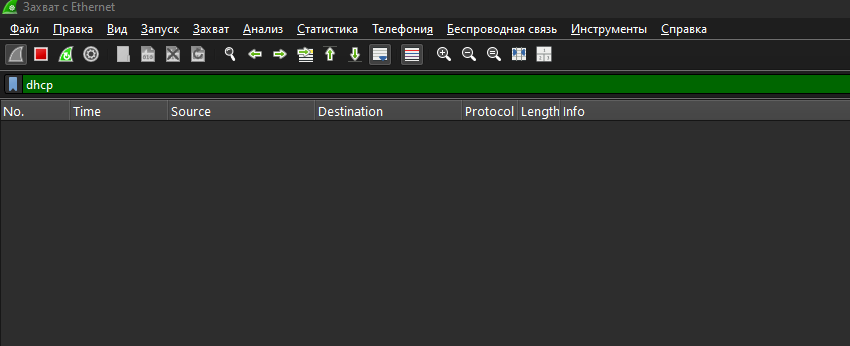 Захват с Ethernet
Файл Правка Вид Запуск Захват Анализ Статистика Телефония Беспроводная связь Инструменты Справка
dhcp
No. Time Source Destination Protocol Length Info